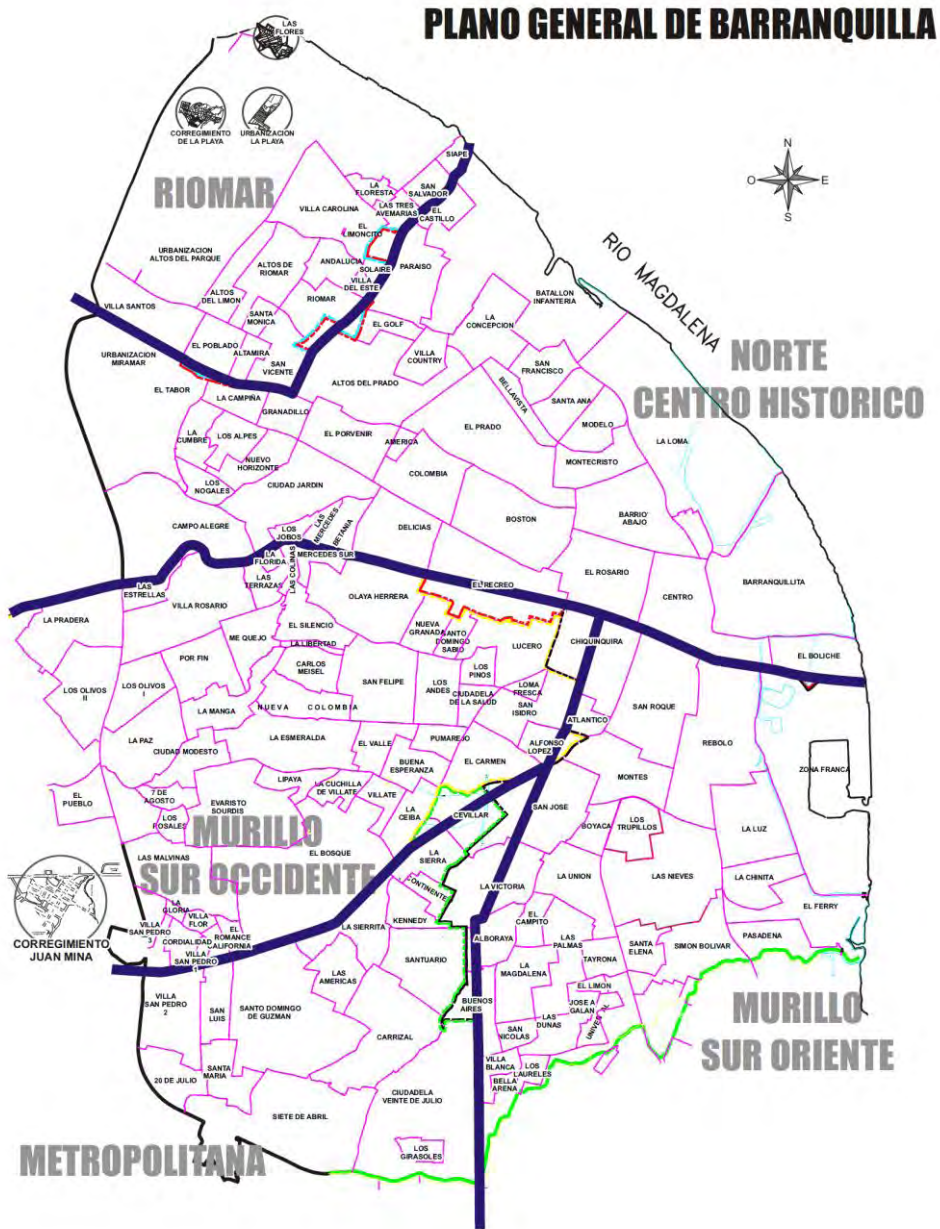 PLANO GENERAL DE BARRANQUILLA
LAS
FLORES
CORREGIMIENTO
DE LA PLAYA
URBANIZACION
LA PLAYA
N
O
E
S
RIOMAR
SIAPE
LA
FLORESTA
SAN
SALVADOR
LAS TRES
AVEMARIAS
EL
CASTILLO
VILLA CAROLINA
EL
LIMONCITO
URBANIZACION
ALTOS DEL PARQUE
ANDALUCIA
SOLAIRE
PARAISO
ALTOS DE
RIOMAR
VILLA
DEL ESTE
RIO MAGDALENA
ALTOS
DEL LIMON
RIOMAR
BATALLON
INFANTERIA
VILLA SANTOS
SANTA
MONICA
EL GOLF
LA
CONCEPCION
NORTE
CENTRO HISTORICO
EL POBLADO
ALTAMIRA
URBANIZACION
MIRAMAR
SAN
VICENTE
VILLA
COUNTRY
SAN
FRANCISCO
EL TABOR
LA CAMPIÑA
ALTOS DEL PRADO
BELLAVISTA
SANTA ANA
GRANADILLO
EL PRADO
MODELO
LA
CUMBRE
LOS ALPES
EL PORVENIR
AMERICA
LA LOMA
NUEVO
HORIZONTE
MONTECRISTO
LOS
NOGALES
CIUDAD JARDIN
COLOMBIA
BARRIO
ABAJO
CAMPO ALEGRE
LOS
JOBOS
LAS
MERCEDES
BETANIA
DELICIAS
BOSTON
LA
FLORIDA
MERCEDES SUR
LAS COLINAS
LAS
TERRAZAS
LAS
ESTRELLAS
EL RECREO
EL ROSARIO
CENTRO
BARRANQUILLITA
VILLA ROSARIO
OLAYA HERRERA
LA PRADERA
EL SILENCIO
NUEVA
GRANADA
SANTO
DOMINGO
SABIO
LUCERO
CHIQUINQUIRA
EL BOLICHE
ME QUEJO
LA LIBERTAD
POR FIN
CARLOS
MEISEL
SAN FELIPE
LOS
ANDES
LOS
PINOS
CIUDADELA
DE LA SALUD
LOMA
FRESCA
SAN
ISIDRO
LOS OLIVOS
II
LOS OLIVOS
I
LA MANGA
NUEVA COLOMBIA
ATLANTICO
SAN ROQUE
LA PAZ
CIUDAD MODESTO
LA ESMERALDA
EL VALLE
PUMAREJO
ALFONSO
LOPEZ
REBOLO
BUENA
ESPERANZA
EL CARMEN
ZONA FRANCA
EL
PUEBLO
7 DE
AGOSTO
LIPAYA
LA CUCHILLA
DE VILLATE
VILLATE
MONTES
EVARISTO
SOURDIS
LOS
ROSALES
LA
CEIBA
CEVILLAR
SAN JOSE
BOYACA
LOS
TRUPILLOS
LA LUZ
MURILLO
SUR OCCIDENTE
EL BOSQUE
LAS MALVINAS
LA
SIERRA
CONTINENTE
LA VICTORIA
LA UNION
LAS NIEVES
LA CHINITA
LA
GLORIA
VILLA
FLOR
KENNEDY
EL
CAMPITO
EL FERRY
CORREGIMIENTO
JUAN MINA
VILLA
SAN PEDRO
3
CORDIALIDAD
EL
ROMANCE
CALIFORNIA
LA SIERRITA
ALBORAYA
LAS
PALMAS
SANTA
ELENA
SIMON BOLIVAR
PASADENA
VILLA
SAN PEDRO
1
SANTUARIO
TAYRONA
LAS
AMERICAS
LA
MAGDALENA
VILLA
SAN PEDRO
2
SAN
LUIS
SANTO DOMINGO
DE GUZMAN
BUENOS
AIRES
EL LIMON
JOSE A
GALAN
MURILLO
SUR ORIENTE
CARRIZAL
SAN
NICOLAS
LAS
DUNAS
20 DE JULIO
SANTA
MARIA
VILLA
BLANCA
LOS
LAURELES
BELLA
ARENA
CIUDADELA
VEINTE DE JULIO
SIETE DE ABRIL
METROPOLITANA
LOS
GIRASOLES